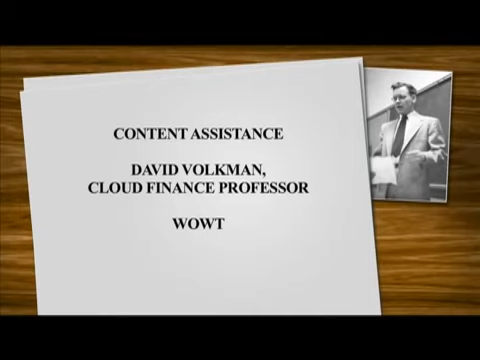 CONTENT ASSISTANCE
DAVID VOLKMAN,
CLOUD FINANCE PROFESSOR
WOWT